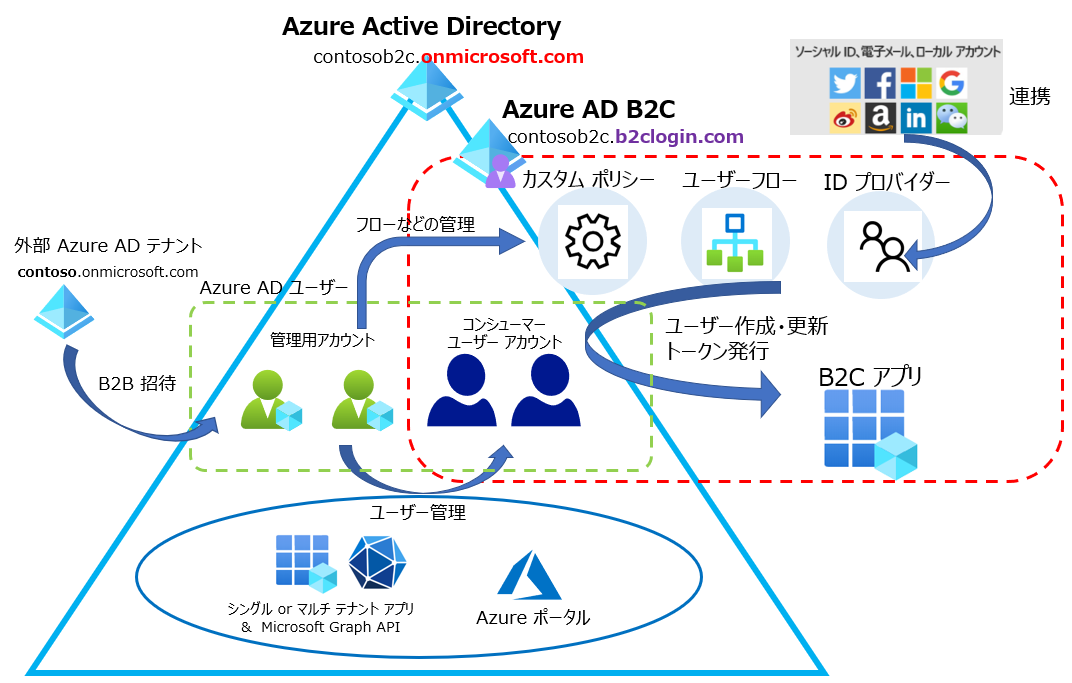 Azure Active Directory
contosob2c.onmicrosoft.com
ソーシャル ID、電子メール、ローカル アカウント
連携
Azure AD B2C
contosob2c.b2clogin.com
カスタム ポリシー
ユーザーフロー
ID プロバイダー
フローなどの管理
外部 Azure AD テナント
contoso.onmicrosoft.com
Azure AD ユーザー
管理用アカウント
コンシューマー
ユーザー アカウント
ユーザー作成・更新
トークン発行
B2B 招待
B2C アプリ
ユーザー管理
シングル or マルチ テナント アプリ
& Microsoft Graph API
Azure ポータル